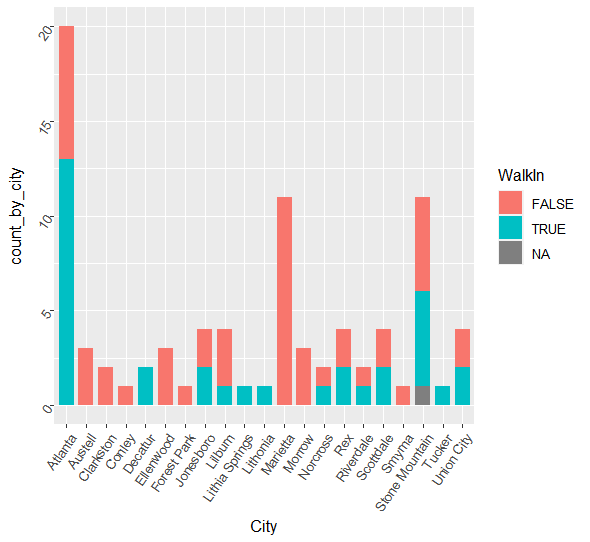 count_by_city
20
15
10
5
0
Atlanta
Austell
Clarkston
Conley
Decatur
Ellenwood
Forest Park
Jonesboro
Lilburn
Lithia Springs
Lithonia
Marietta
Morrow
Norcross
Rex
Riverdale
Scottdale
Smyrna
Stone Mountain
Tucker
Union City
City
WalkIn
FALSE
TRUE
NA